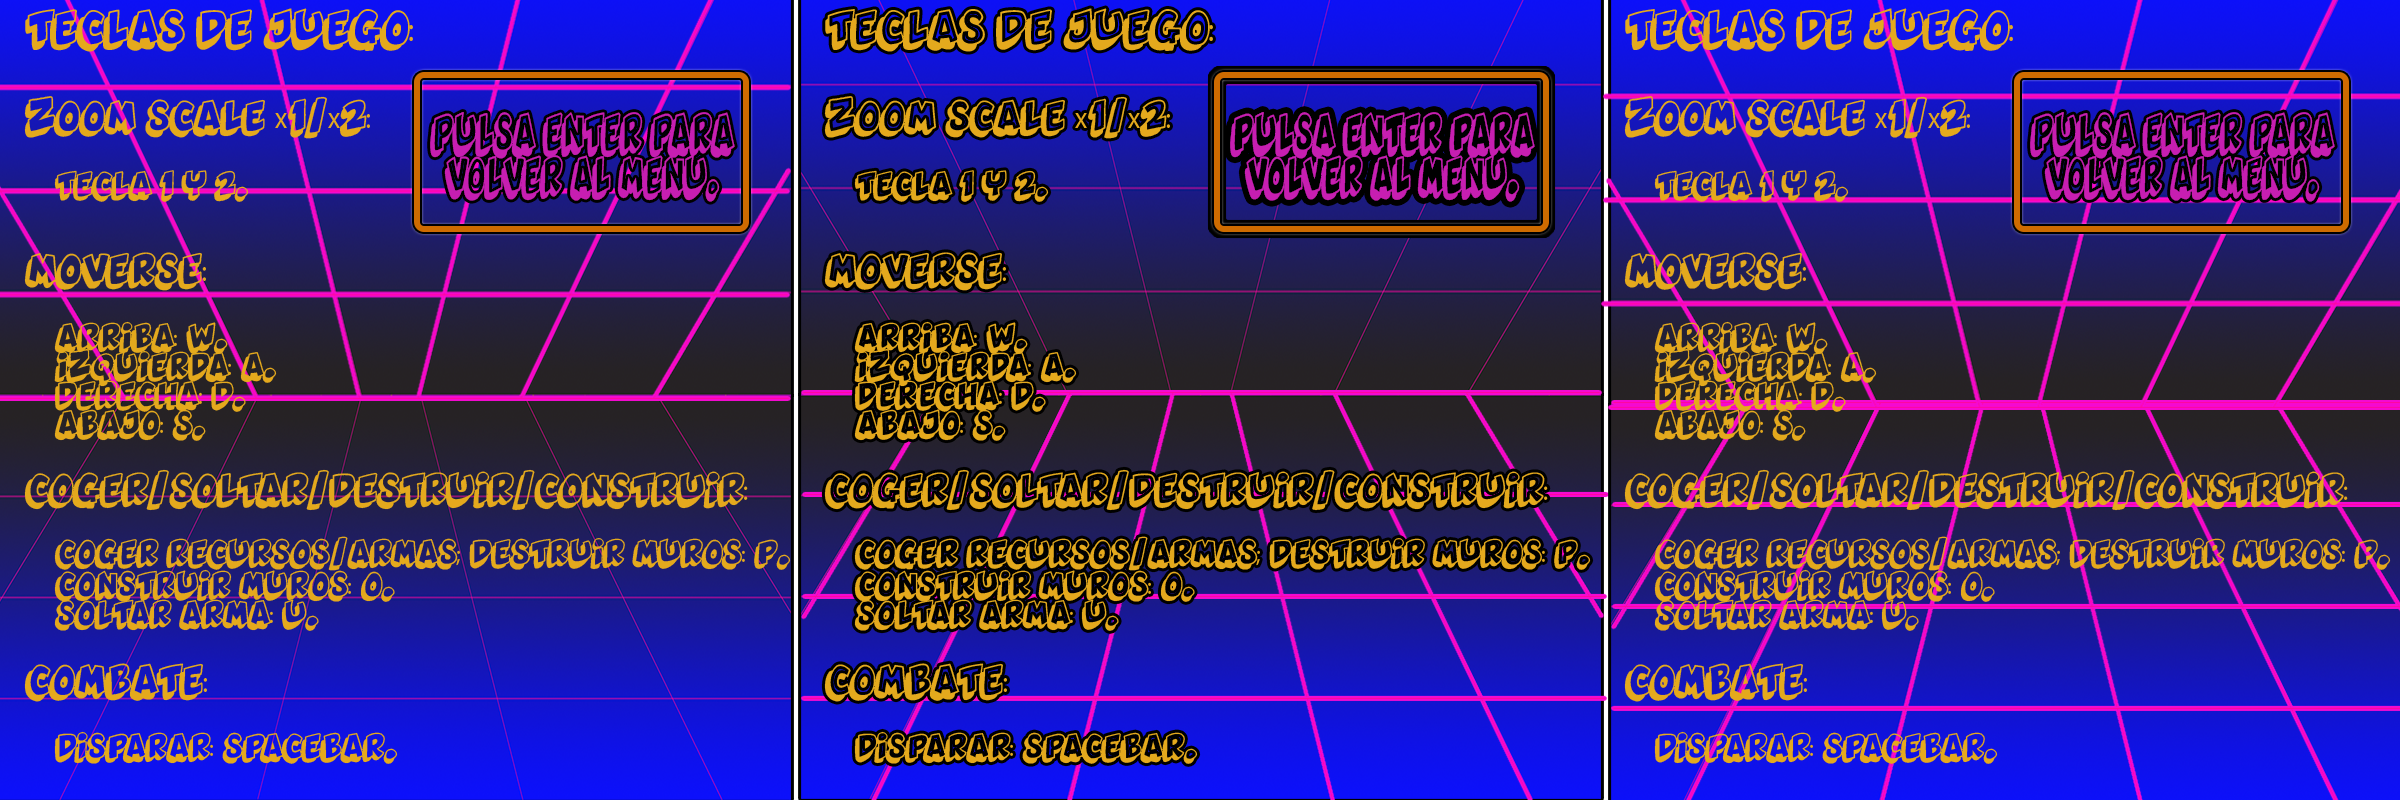 TECLAS DE JUEGO:
ZOOM SCALE x1/x2:
PULSA ENTER PARA
VOLVER AL MENU.
TECLA 1 Y 2.
MOVERSE:
ARRiBA: W.
iZQUiERDA: A.
DERECHA: D.
ABAJO: S.
COGER/SOLTAR/DESTRUiR/CONSTRUiR:
COGER RECURSOS/ARMAS; DESTRUiR MUROS: P.
CONSTRUiR MUROS: O.
SOLTAR ARMA: U.
COMBATE:
DiSPARAR: SPACEBAR.
TECLAS DE JUEGO:
ZOOM SCALE x1/x2:
PULSA ENTER PARA
VOLVER AL MENU.
TECLA 1 Y 2.
MOVERSE:
ARRiBA: W.
iZQUiERDA: A.
DERECHA: D.
ABAJO: S.
COGER/SOLTAR/DESTRUiR/CONSTRUiR:
COGER RECURSOS/ARMAS; DESTRUiR MUROS: P.
CONSTRUiR MUROS: O.
SOLTAR ARMA: U.
COMBATE:
DiSPARAR: SPACEBAR.
TECLAS DE JUEGO:
ZOOM SCALE x1/x2:
PULSA ENTER PARA
VOLVER AL MENU.
TECLA 1 Y 2.
MOVERSE:
ARRiBA: W.
iZQUiERDA: A.
DERECHA: D.
ABAJO: S.
COGER/SOLTAR/DESTRUiR/CONSTRUiR:
COGER RECURSOS/ARMAS; DESTRUiR MUROS: P.
CONSTRUiR MUROS: O.
SOLTAR ARMA: U.
COMBATE:
DiSPARAR: SPACEBAR.